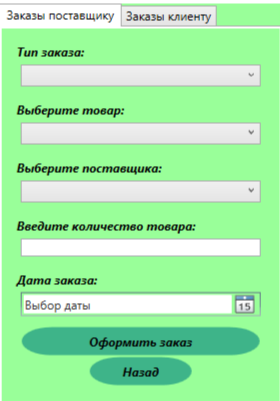 Заказы поставщику Заказы клиенту
Тип заказа:
Выберите товар:
Выберите поставщика:
Введите количество товара:
Дата заказа:
Выбор даты 15
Оформить заказ
Назад